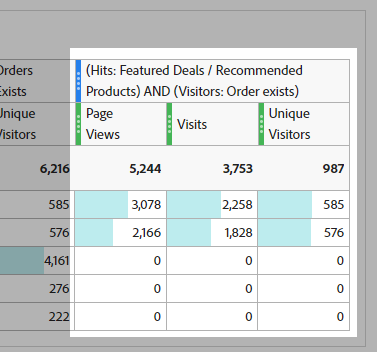 Orders
Exists
(Hits: Featured Deals / Recommended
Products) AND (Visitors: Order exists)
Unique
Visitors
Page
Views
Visits
Unique
Visitors
6,216 5,244 3,753 987
585 3,078 2,258 585
576 2,166 1,828 576
4,161 0 0 0
276 0 0 0
222 0 0 0